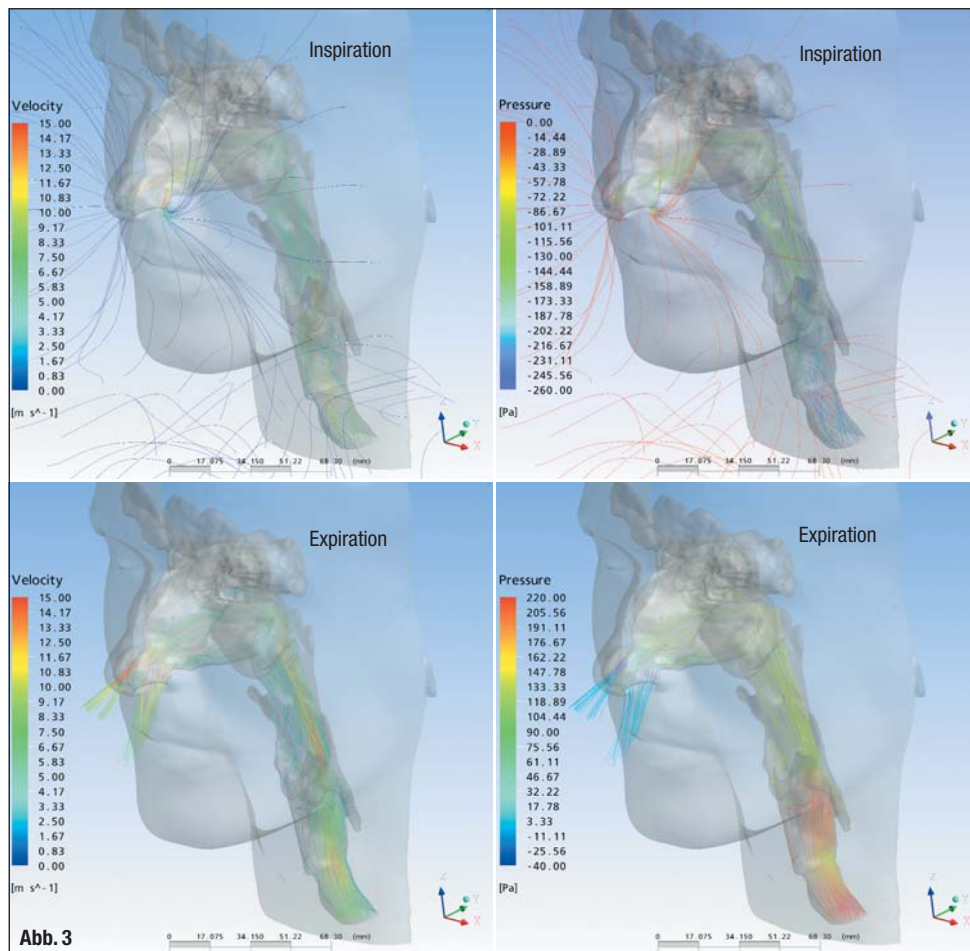 Inspiration
Velocity
15.00
14.17
13.33
12.50
11.67
10.83
10.00
9.17
8.33
7.50
6.67
5.83
5.00
4.17
3.33
2.50
1.67
0.83
0.00
[m s^-1]
0. 17.075 34.150 51.22 68.30 (mm)
Z
Y
X
Inspiration
Pressure
0.00
-14.44
-28.89
-43.33
-57.78
-72.22
-86.67
-101.11
-115.56
-130.00
-144.44
-158.89
-173.33
-187.78
-202.22
-216.67
-231.11
-245.56
-260.00
[Pa]
0. 17.075 34.150 51.22 68.30 (mm)
Z
Y
X
Expiration
Velocity
15.00
14.17
13.33
12.50
11.67
10.83
10.00
9.17
8.33
7.50
6.67
5.83
5.00
4.17
3.33
2.50
1.67
0.83
0.00
[m s^-1]
0. 17.075 34.150 51.22 68.30 (mm)
Z
Y
X
Expiration
Pressure
220.00
205.56
191.11
176.67
162.22
147.78
133.33
118.89
104.44
90.00
75.56
61.11
46.67
32.22
17.78
3.33
-11.11
-25.56
-40.00
[Pa]
0. 17.075 34.150 51.22 68.30 (mm)
Z
Y
X
Abb. 3